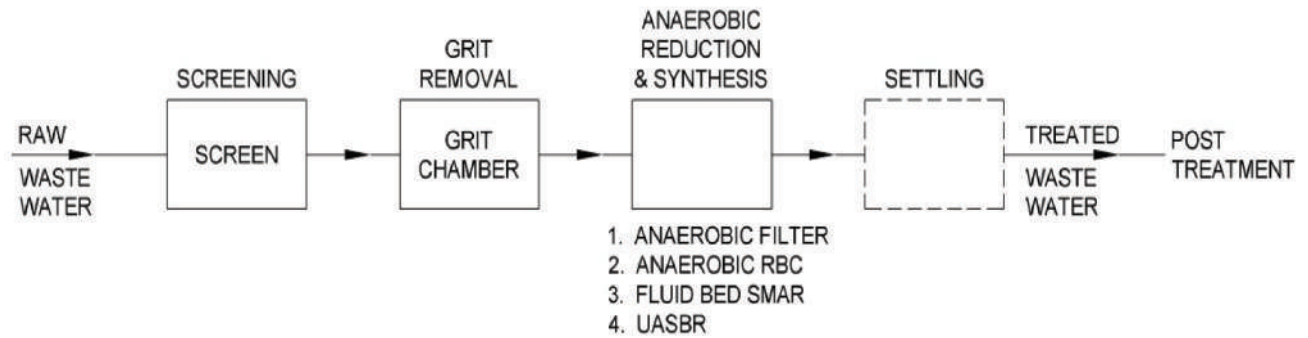 RAW
WASTE
WATER
SCREENING
SCREEN
GRIT
REMOVAL
GRIT
CHAMBER
ANAEROBIC
REDUCTION
& SYNTHESIS
1. ANAEROBIC FILTER
2. ANAEROBIC RBC
3. FLUID BED SMAR
4. UASBR
SETTLING
TREATED
WASTE
WATER
POST
TREATMENT